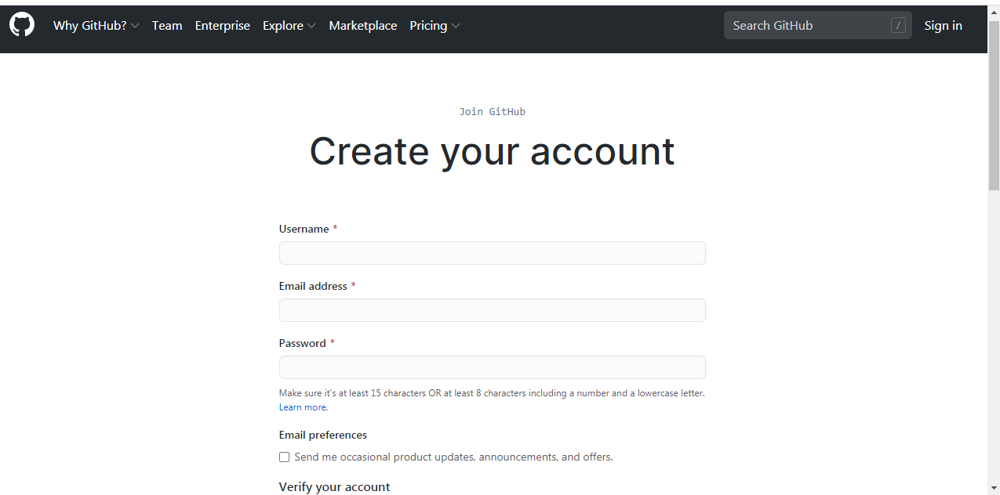 Why GitHub? Team Enterprise Explore Marketplace Pricing Search GitHub / Sign in
Join GitHub
Create your account
Username *
Email address *
Password *
Make sure it's at least 15 characters OR at least 8 characters including a number and a lowercase letter.
Learn more.
Email preferences
Send me occasional product updates, announcements, and offers.
Verify your account